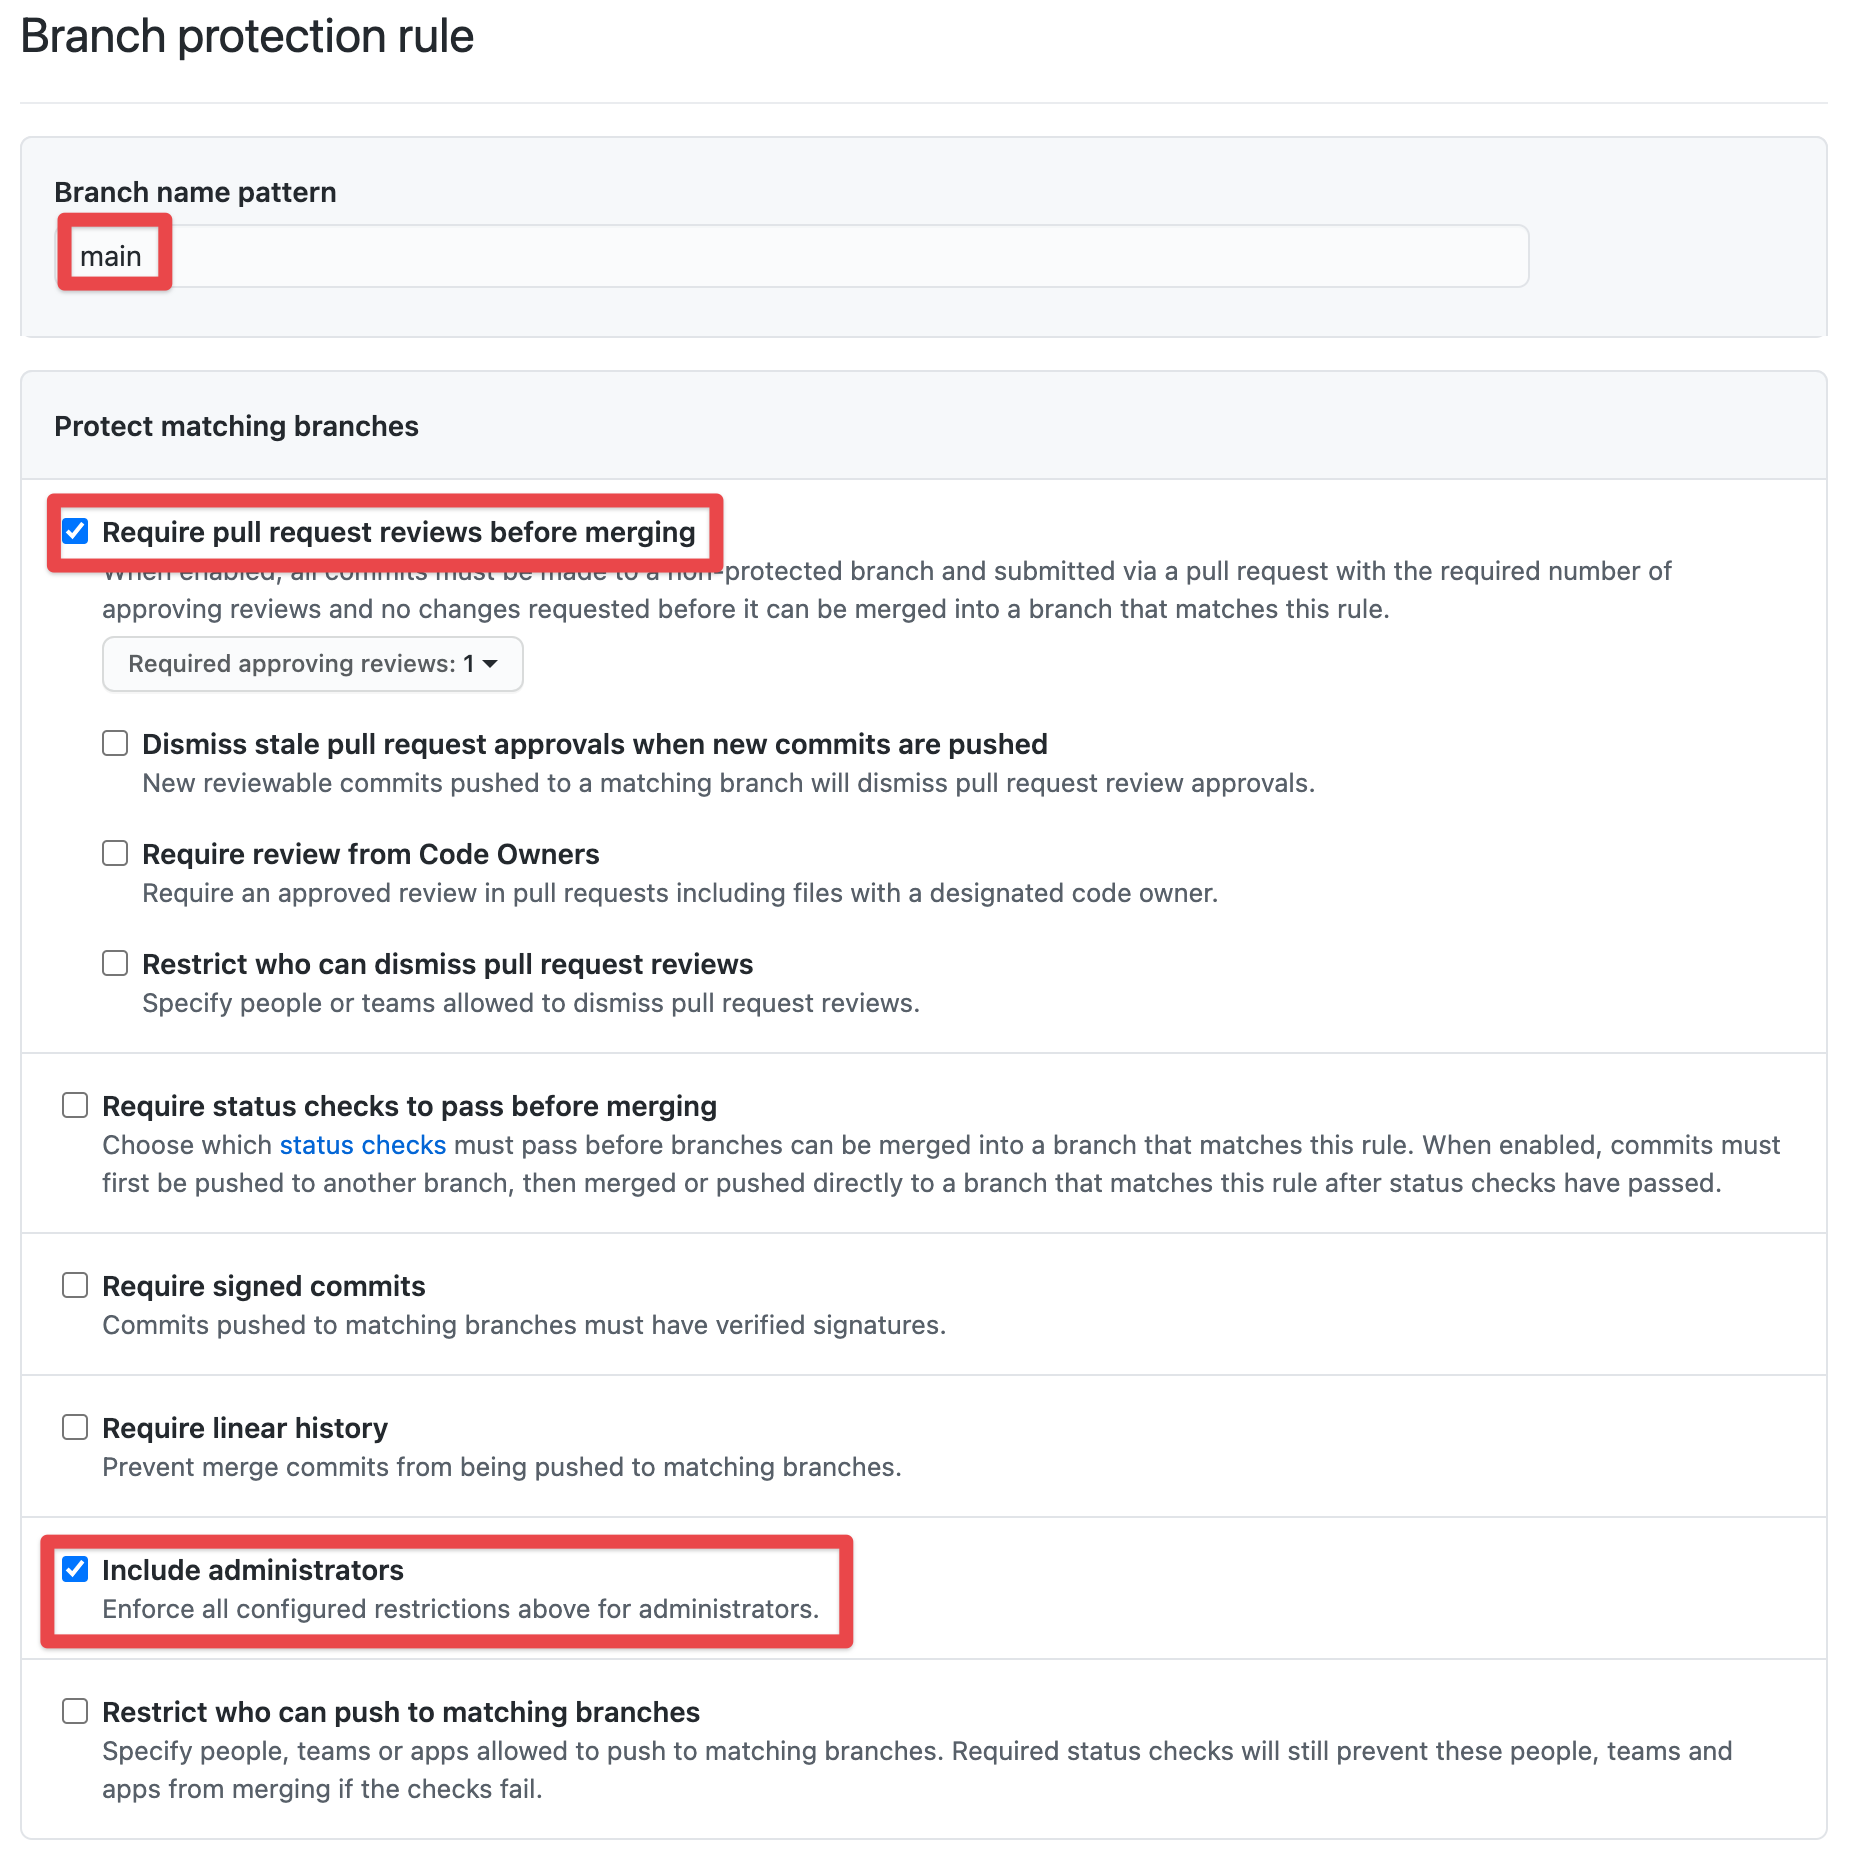 Branch protection rule
Branch name pattern
main
Protect matching branches
Require pull request reviews before merging
When enabled, all commits must be made to a non-protected branch and submitted via a pull request with the required number of
approving reviews and no changes requested before it can be merged into a branch that matches this rule.
Required approving reviews: 1
Dismiss stale pull request approvals when new commits are pushed
New reviewable commits pushed to a matching branch will dismiss pull request review approvals.
Require review from Code Owners
Require an approved review in pull requests including files with a designated code owner.
Restrict who can dismiss pull request reviews
Specify people or teams allowed to dismiss pull request reviews.
Require status checks to pass before merging
Choose which status checks must pass before branches can be merged into a branch that matches this rule. When enabled, commits must
first be pushed to another branch, then merged or pushed directly to a branch that matches this rule after status checks have passed.
Require signed commits
Commits pushed to matching branches must have verified signatures.
Require linear history
Prevent merge commits from being pushed to matching branches.
Include administrators
Enforce all configured restrictions above for administrators.
Restrict who can push to matching branches
Specify people, teams or apps allowed to push to matching branches. Required status checks will still prevent these people, teams and
apps from merging if the checks fail.